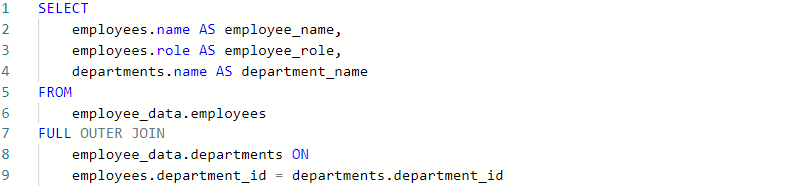 1 SELECT
2 employees.name AS employee_name,
3 employees.role AS employee_role,
4 departments.name AS department_name
5 FROM
6 employee_data.employees
7 FULL OUTER JOIN
8 employee_data.departments ON
9 employees.department_id = departments.department_id